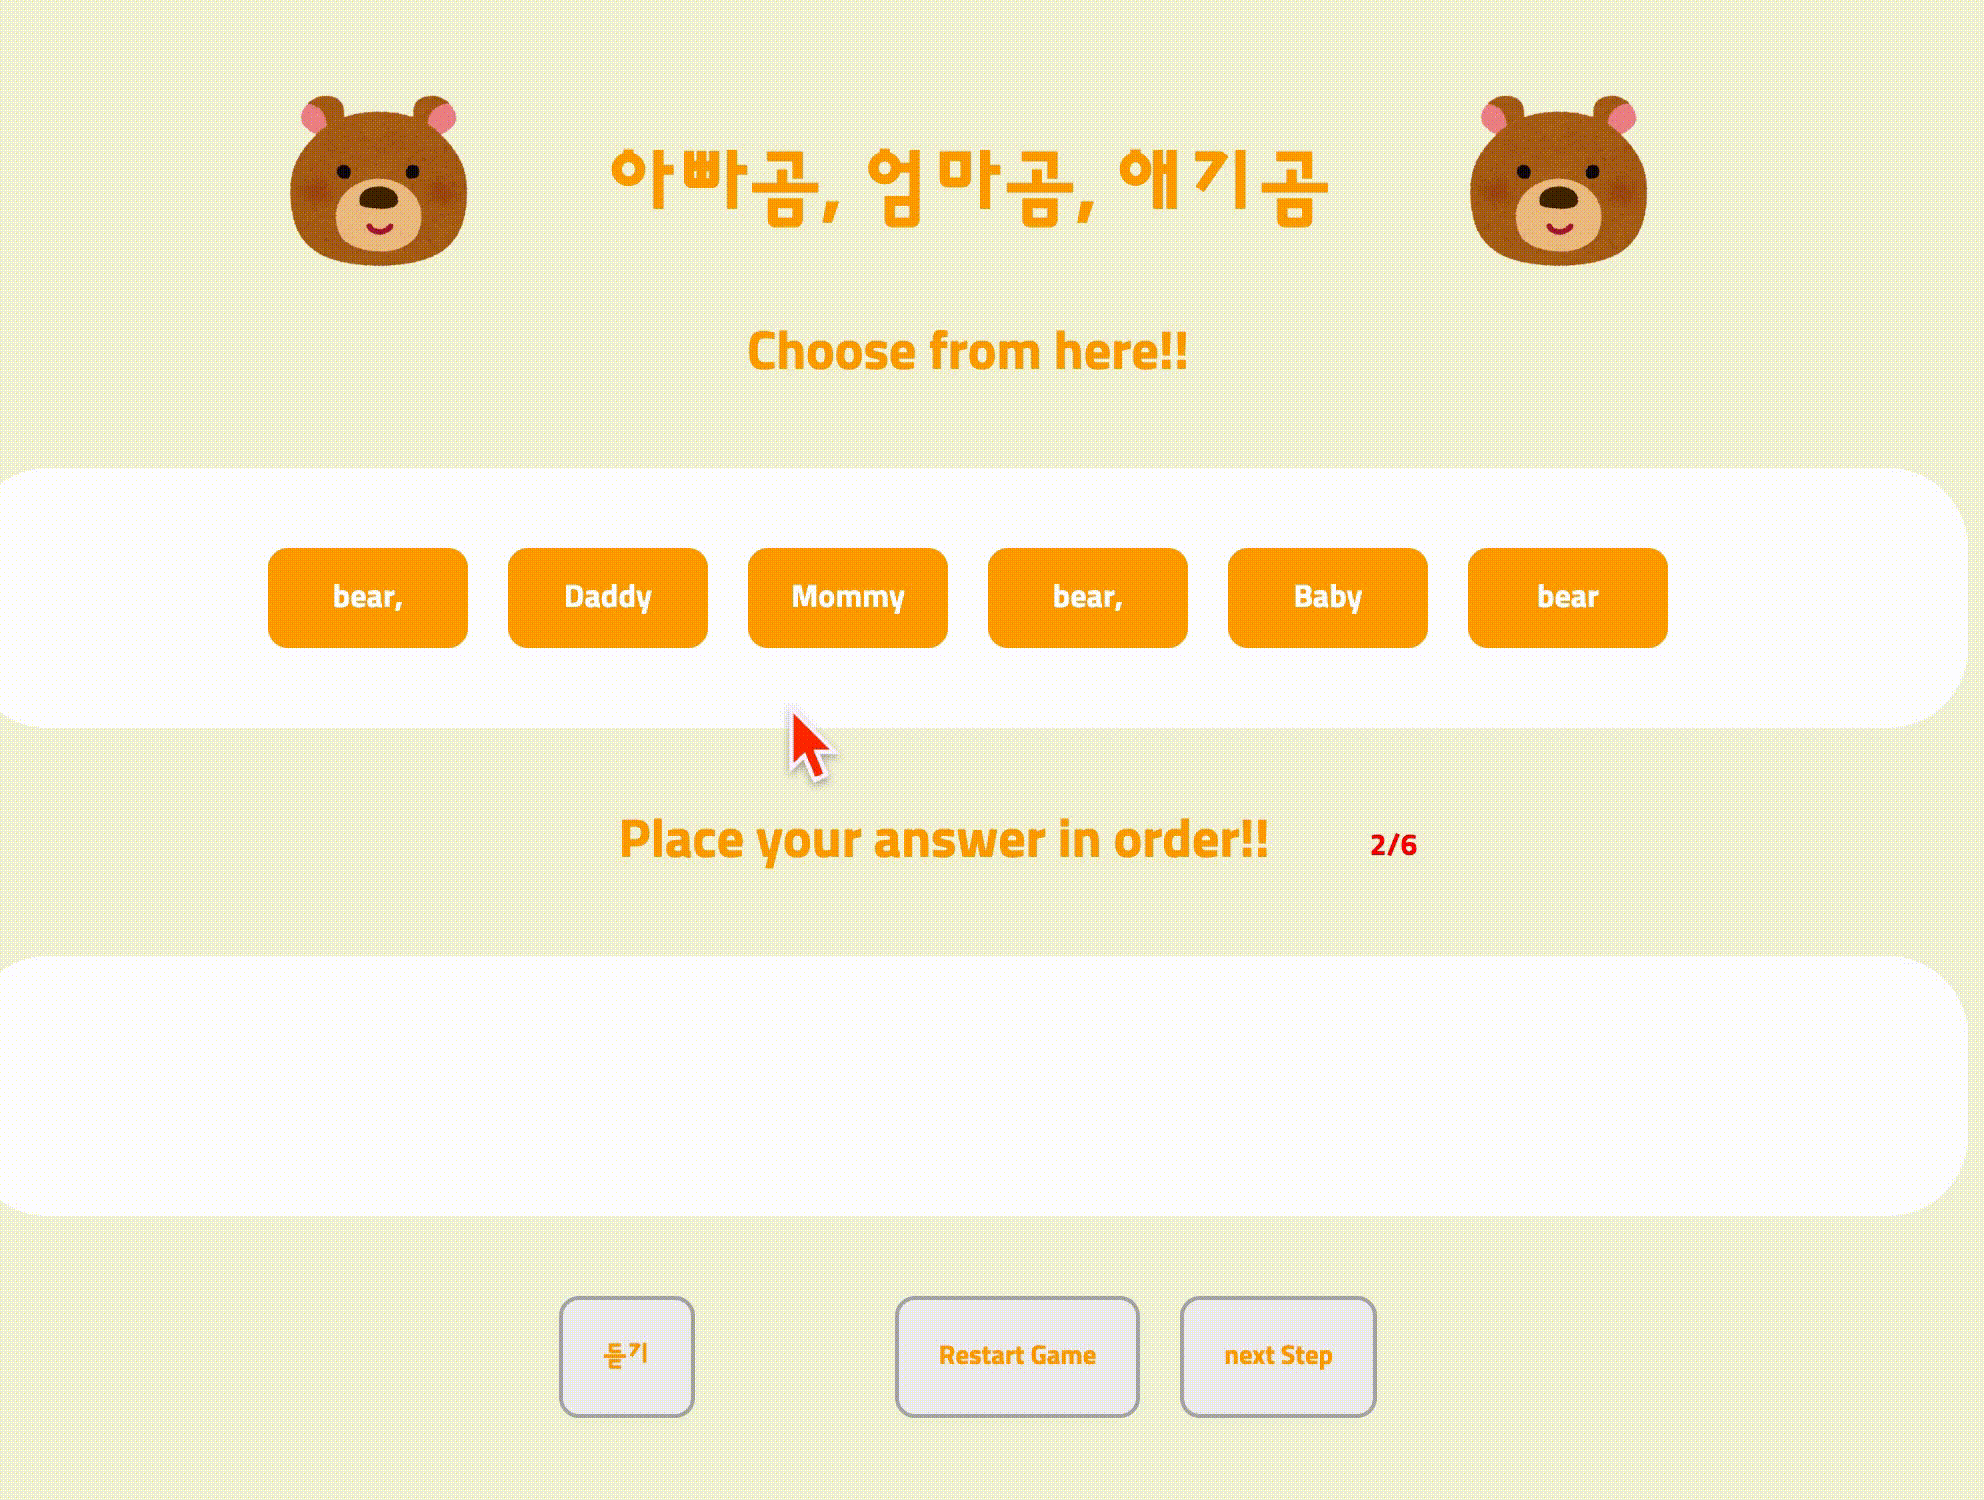 아빠곰, 엄마곰, 애기곰
Choose from here!!
bear, Daddy Mommy bear, Baby bear
Place your answer in order!! 2/6
듣기 Restart Game next Step